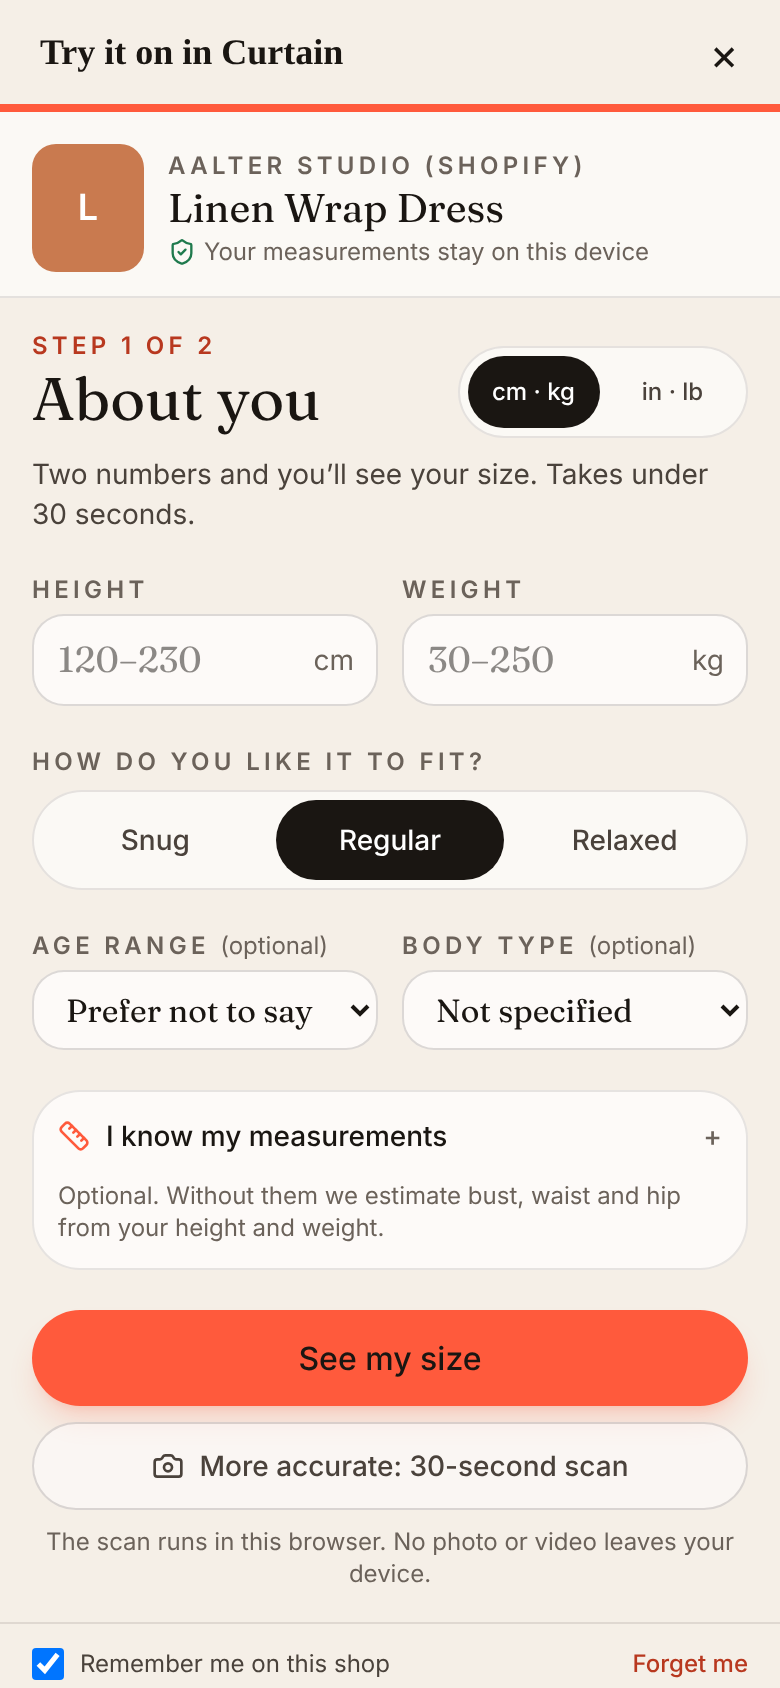 Try it on in Curtain
×
L
AALTER STUDIO (SHOPIFY)
Linen Wrap Dress
Your measurements stay on this device
STEP 1 OF 2
About you
cm · kg
in · lb
Two numbers and you’ll see your size. Takes under
30 seconds.
HEIGHT
WEIGHT
120–230 cm
30–250 kg
HOW DO YOU LIKE IT TO FIT?
Snug
Regular
Relaxed
AGE RANGE (optional)
BODY TYPE (optional)
Prefer not to say
Not specified
I know my measurements +
Optional. Without them we estimate bust, waist and hip
from your height and weight.
See my size
More accurate: 30-second scan
The scan runs in this browser. No photo or video leaves your
device.
Remember me on this shop
Forget me